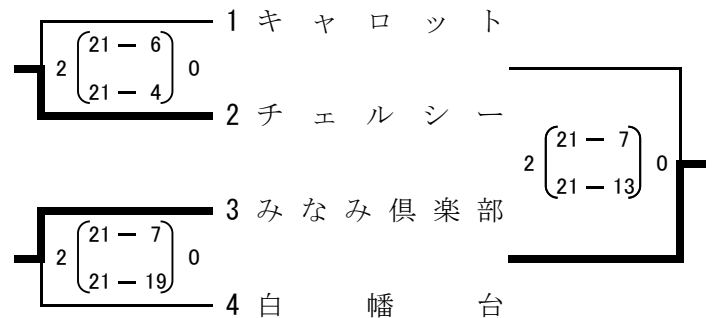 1 キャロット
2 (21 − 6 21 − 4) 0
2 チェルシー
2 (21 − 7 21 − 13) 0
3 みなみ倶楽部
2 (21 − 7 21 − 19) 0
4 白幡台